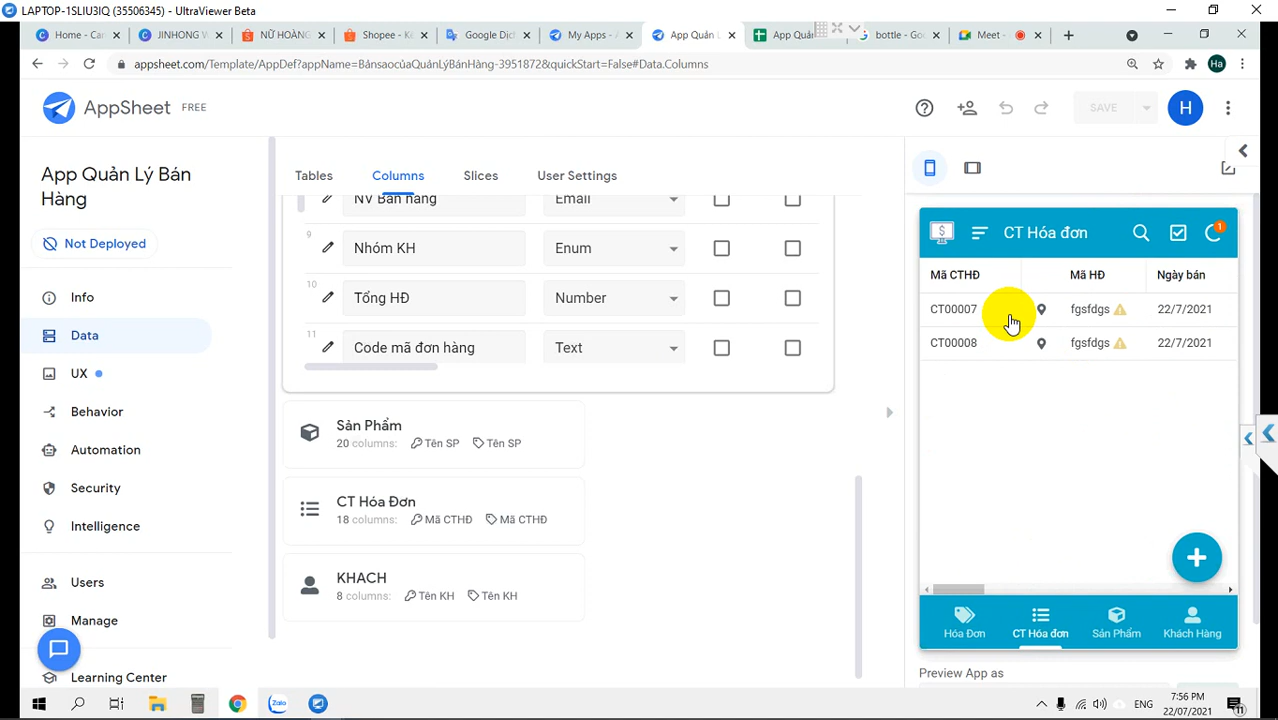 LAPTOP-1SLIU3IQ (35506345) - UltraViewer Beta
Home - Ca
JINHONG V
NỮ HOÀNG
Shopee - K
Google Dịc
My Apps - A
App Quản L
App Quả
bottle - Go
Meet -
appsheet.com/Template/AppDef?appName=BảnsaocủaQuảnLýBánHàng-3951872&quickStart=False#Data.Columns
Ha
AppSheet FREE
SAVE
H
App Quản Lý Bán
Hàng
Not Deployed
Info
Data
UX
Behavior
Automation
Security
Intelligence
Users
Manage
Learning Center
Tables Columns Slices User Settings
NV Bán hàng Email
9 Nhóm KH Enum
10 Tổng HĐ Number
11 Code mã đơn hàng Text
Sản Phẩm
20 columns: Tên SP Tên SP
CT Hóa Đơn
18 columns: Mã CTHĐ Mã CTHĐ
KHACH
8 columns: Tên KH Tên KH
CT Hóa đơn 1
Mã CTHĐ Mã HĐ Ngày bán
CT00007 fgsfdgs 22/7/2021
CT00008 fgsfdgs 22/7/2021
Hóa Đơn CT Hóa đơn Sản Phẩm Khách Hàng
Preview App as
Zalo
ENG
7:56 PM
22/07/2021
11